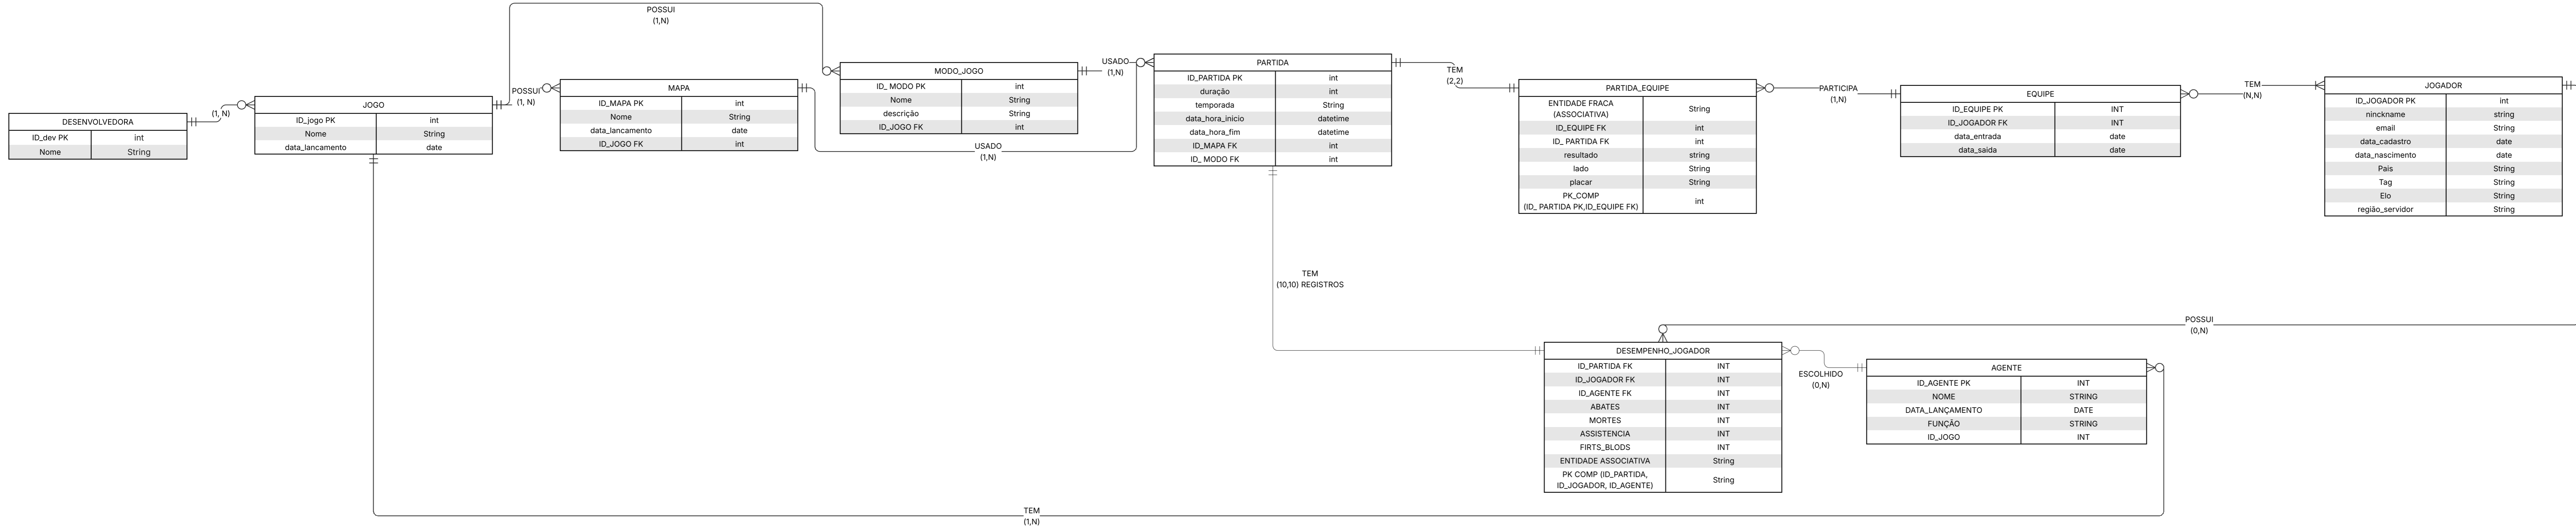 POSSUI
(1,N)
DESENVOLVEDORA
ID_dev PK int
Nome String
(1, N)
JOGO
ID_jogo PK int
Nome String
data_lancamento date
POSSUI
(1, N)
MAPA
ID_MAPA PK int
Nome String
data_lancamento date
ID_JOGO FK int
MODO_JOGO
ID_ MODO PK int
Nome String
descrição String
ID_JOGO FK int
USADO
(1,N)
USADO
(1,N)
PARTIDA
ID_PARTIDA PK int
duração int
temporada String
data_hora_inicio datetime
data_hora_fim datetime
ID_MAPA FK int
ID_ MODO FK int
TEM
(2,2)
PARTIDA_EQUIPE
ENTIDADE FRACA
(ASSOCIATIVA) String
ID_EQUIPE FK int
ID_ PARTIDA FK int
resultado string
lado String
placar String
PK_COMP
(ID_ PARTIDA PK,ID_EQUIPE FK) int
PARTICIPA
(1,N)
EQUIPE
ID_EQUIPE PK INT
ID_JOGADOR FK INT
data_entrada date
data_saida date
TEM
(N,N)
JOGADOR
ID_JOGADOR PK int
ninckname string
email String
data_cadastro date
data_nascimento date
Pais String
Tag String
Elo String
região_servidor String
TEM
(10,10) REGISTROS
POSSUI
(0,N)
DESEMPENHO_JOGADOR
ID_PARTIDA FK INT
ID_JOGADOR FK INT
ID_AGENTE FK INT
ABATES INT
MORTES INT
ASSISTENCIA INT
FIRTS_BLODS INT
ENTIDADE ASSOCIATIVA String
PK COMP (ID_PARTIDA,
ID_JOGADOR, ID_AGENTE) String
ESCOLHIDO
(0,N)
AGENTE
ID_AGENTE PK INT
NOME STRING
DATA_LANÇAMENTO DATE
FUNÇÃO STRING
ID_JOGO INT
TEM
(1,N)